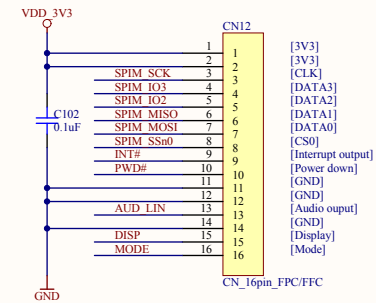 VDD_3V3
CN12
1 1 [3V3]
2 2 [3V3]
SPIM_SCK 3 3 [CLK]
SPIM_IO3 4 4 [DATA3]
SPIM_IO2 5 5 [DATA2]
C102 SPIM_MISO 6 6 [DATA1]
0.1uF SPIM_MOSI 7 7 [DATA0]
SPIM_SSn0 8 8 [CS0]
INT# 9 9 [Interrupt output]
PWD# 10 10 [Power down]
11 11 [GND]
12 12 [GND]
AUD_LIN 13 13 [Audio ouput]
14 14 [GND]
DISP 15 15 [Display]
MODE 16 16 [Mode]
GND
CN_16pin_FPC/FFC